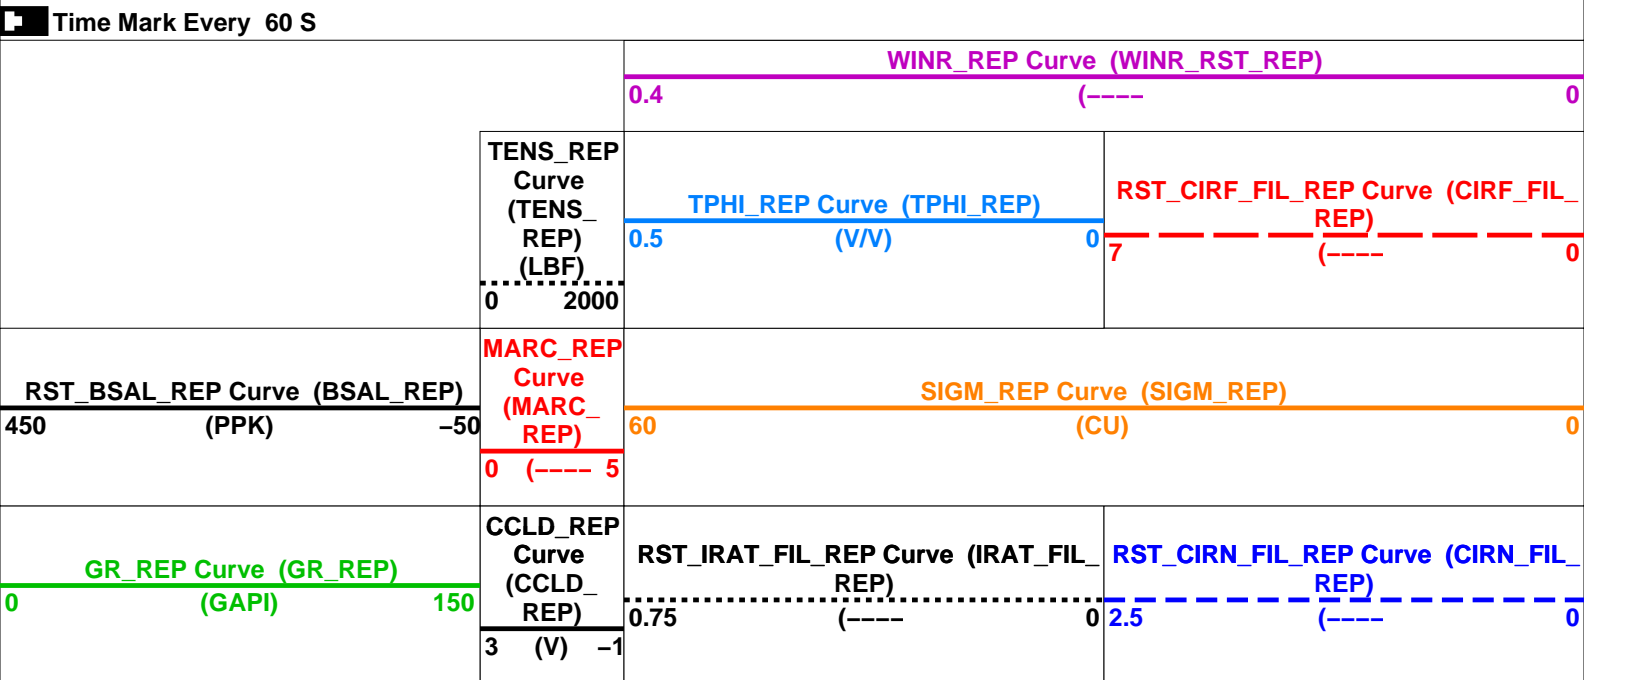 Time Mark Every 60 S
WINR_REP Curve (WINR_RST_REP)
0.4 (---- 0
TENS_REP
Curve
(TENS_
REP)
(LBF)
0 2000
TPHI_REP Curve (TPHI_REP)
0.5 (V/V) 0
RST_CIRF_FIL_REP Curve (CIRF_FIL_
REP)
7 (---- 0
RST_BSAL_REP Curve (BSAL_REP)
450 (PPK) −50
MARC_REP
Curve
(MARC_
REP)
0 (---- 5
SIGM_REP Curve (SIGM_REP)
60 (CU) 0
GR_REP Curve (GR_REP)
0 (GAPI) 150
CCLD_REP
Curve
(CCLD_
REP)
3 (V) −1
RST_IRAT_FIL_REP Curve (IRAT_FIL_
REP)
0.75 (---- 0
RST_CIRN_FIL_REP Curve (CIRN_FIL_
REP)
2.5 (---- 0